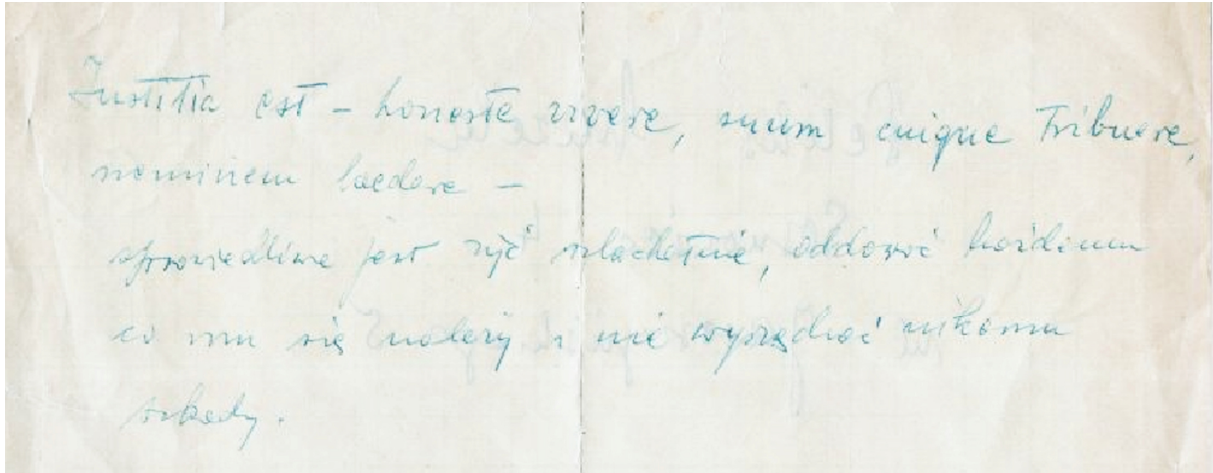 Iustitia est – honeste vivere, suum cuique tribuere,
neminem laedere –
sprawiedliwe jest żyć szlachetnie, oddawać każdemu
co mu się należy i nie wyrządzać nikomu
szkody.